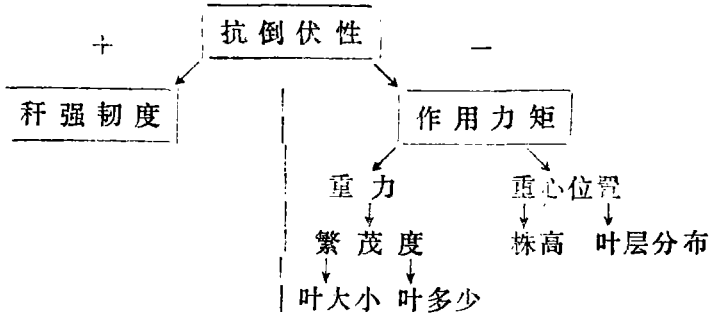 抗倒伏性
+ −
秆强韧度 作用力矩
重力 重心位置
繁茂度 株高 叶层分布
叶大小 叶多少